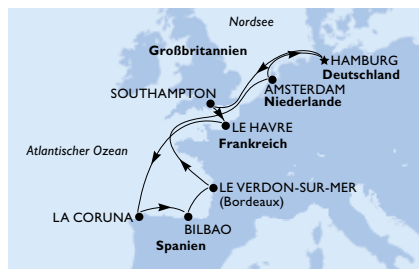 Nordsee
Großbritannien
HAMBURG
Deutschland
SOUTHAMPTON
AMSTERDAM
Niederlande
LE HAVRE
Frankreich
Atlantischer Ozean
LE VERDON-SUR-MER
(Bordeaux)
LA CORUNA
BILBAO
Spanien